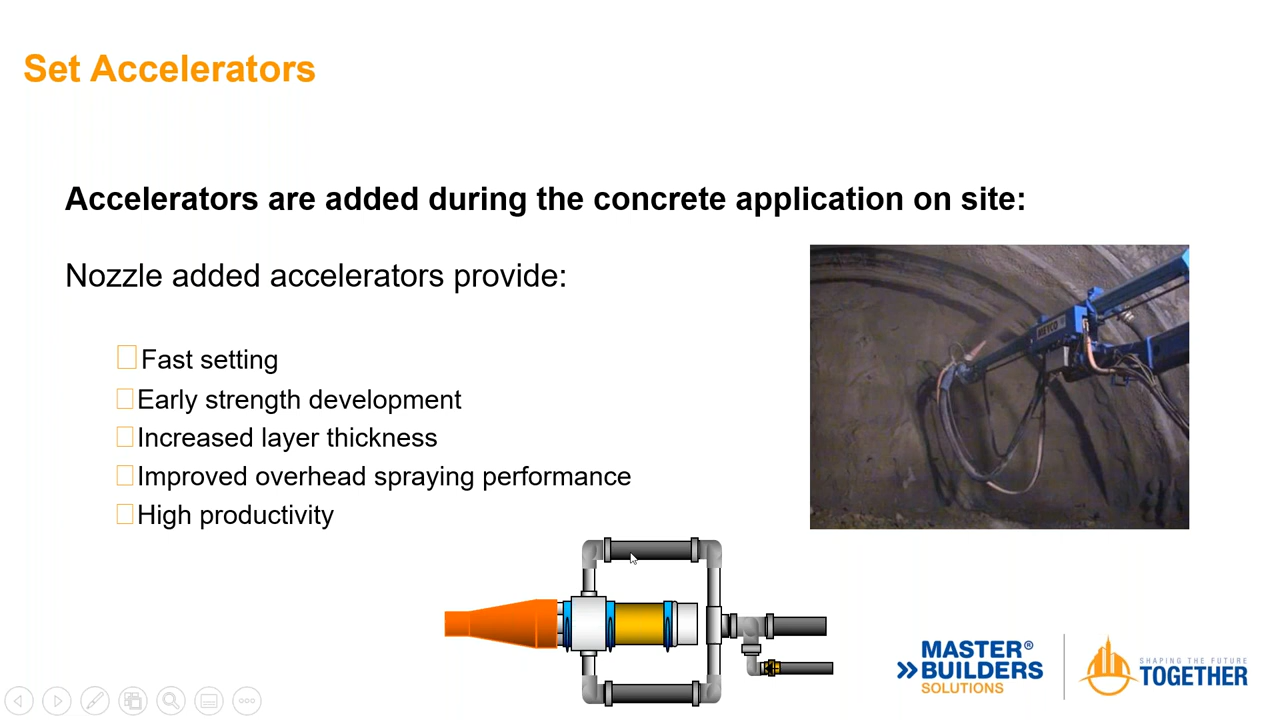 Set Accelerators
Accelerators are added during the concrete application on site:
Nozzle added accelerators provide:
Fast setting
Early strength development
Increased layer thickness
Improved overhead spraying performance
High productivity
MEYCO
MASTER®
BUILDERS
SOLUTIONS
SHAPING THE FUTURE
TOGETHER